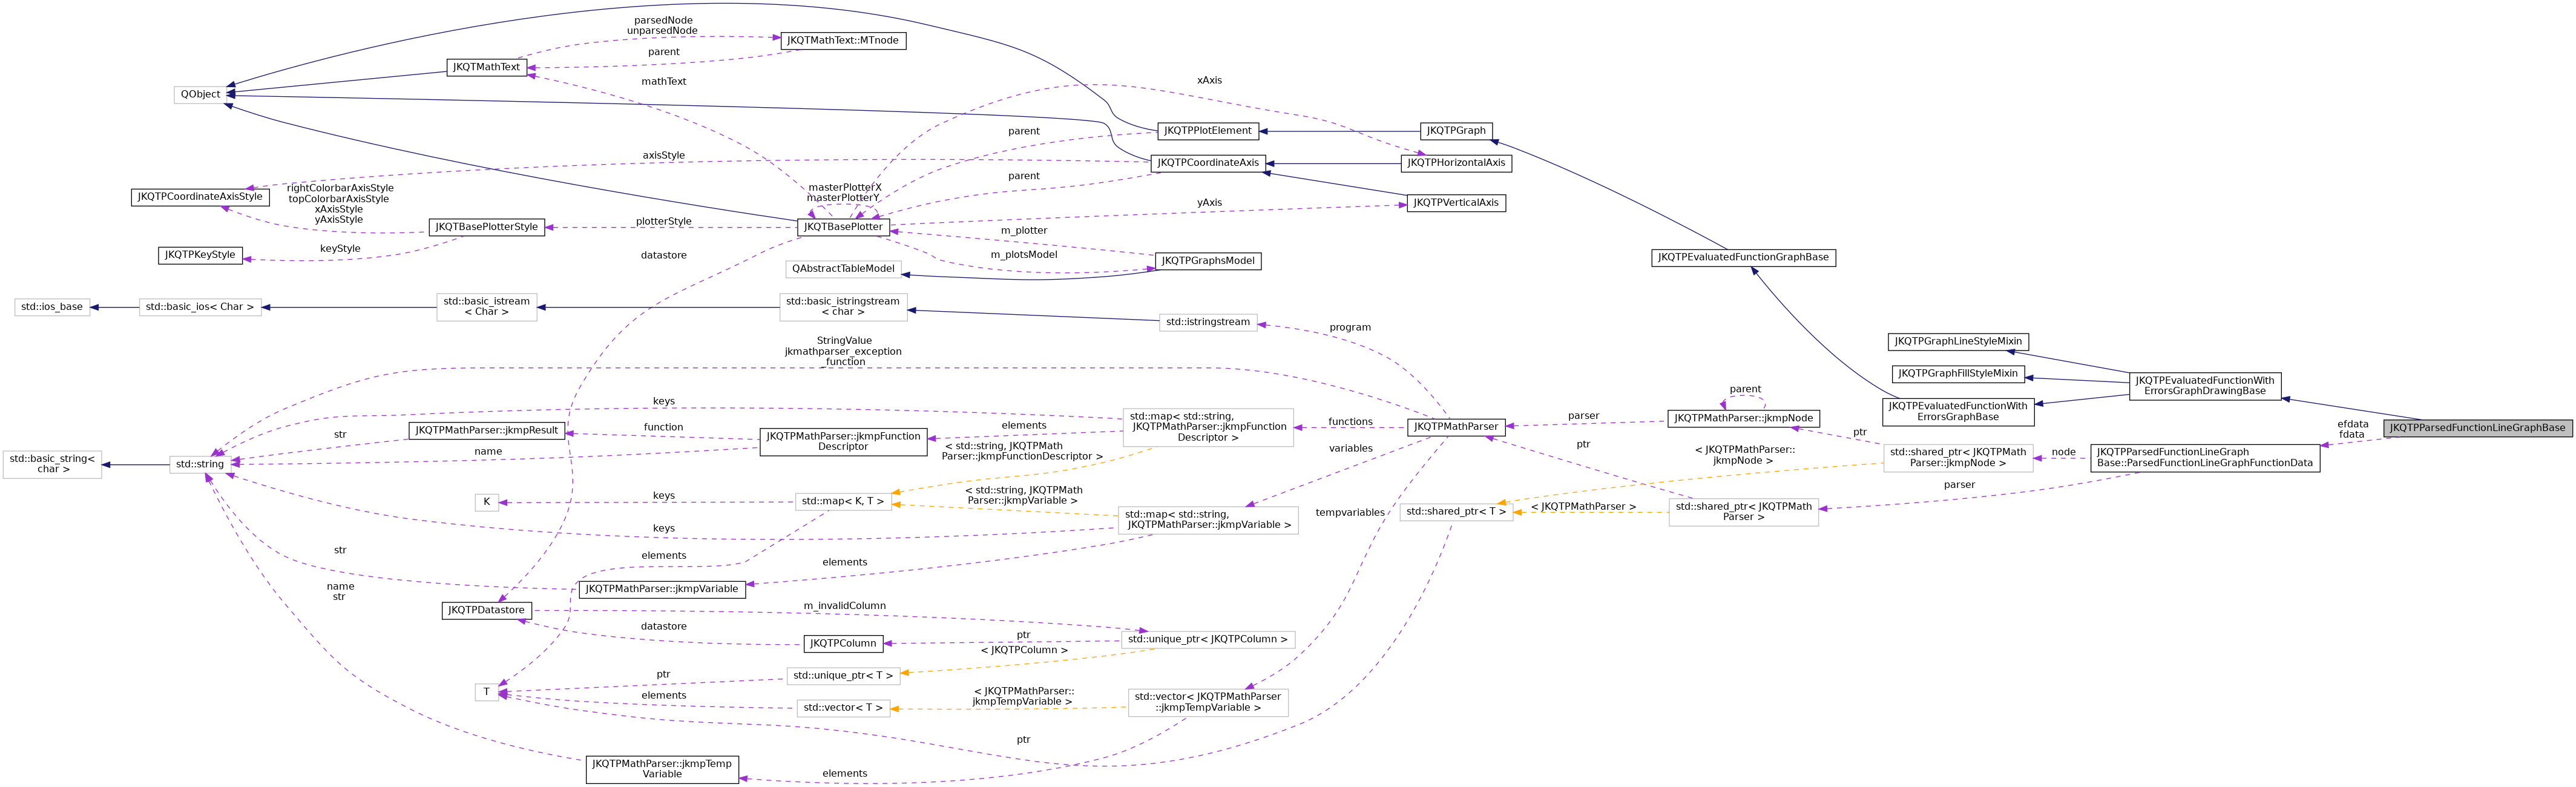 parsedNode
unparsedNode
JKQTMathText::MTnode
parent
JKQTMathText
mathText
xAxis
QObject
parent
JKQTPPlotElement
JKQTPGraph
axisStyle
JKQTPCoordinateAxis
JKQTPHorizontalAxis
parent
JKQTPCoordinateAxisStyle
rightColorbarAxisStyle
topColorbarAxisStyle
xAxisStyle
yAxisStyle
masterPlotterX
masterPlotterY
yAxis
JKQTPVerticalAxis
JKQTBasePlotterStyle
plotterStyle
JKQTBasePlotter
m_plotter
keyStyle
JKQTPKeyStyle
datastore
m_plotsModel
QAbstractTableModel
JKQTPGraphsModel
JKQTPEvaluatedFunctionGraphBase
std::ios_base
std::basic_ios< Char >
std::basic_istream
< Char >
std::basic_istringstream
< char >
std::istringstream
program
StringValue
jkmathparser_exception
_function
JKQTPGraphLineStyleMixin
JKQTPGraphFillStyleMixin
JKQTPEvaluatedFunctionWith
ErrorsGraphDrawingBase
JKQTPEvaluatedFunctionWith
ErrorsGraphBase
parent
JKQTPMathParser::jkmpNode
parser
ptr
efdata
fdata
JKQTPParsedFunctionLineGraphBase
keys
std::map< std::string,
JKQTPMathParser::jkmpFunction
Descriptor >
functions
JKQTPMathParser
elements
JKQTPMathParser::jkmpResult
function
str
JKQTPMathParser::jkmpFunction
Descriptor
name
< std::string, JKQTPMath
Parser::jkmpFunctionDescriptor >
variables
ptr
< JKQTPMathParser::
jkmpNode >
std::shared_ptr< JKQTPMath
Parser::jkmpNode >
node
JKQTPParsedFunctionLineGraph
Base::ParsedFunctionLineGraphFunctionData
parser
std::basic_string<
char >
std::string
K
keys
std::map< K, T >
< std::string, JKQTPMath
Parser::jkmpVariable >
std::map< std::string,
JKQTPMathParser::jkmpVariable >
tempvariables
std::shared_ptr< T >
< JKQTPMathParser >
std::shared_ptr< JKQTPMath
Parser >
keys
str
elements
elements
name
str
JKQTPMathParser::jkmpVariable
JKQTPDatastore
m_invalidColumn
datastore
JKQTPColumn
ptr
std::unique_ptr< JKQTPColumn >
< JKQTPColumn >
T
ptr
std::unique_ptr< T >
elements
std::vector< T >
< JKQTPMathParser::
jkmpTempVariable >
std::vector< JKQTPMathParser
::jkmpTempVariable >
ptr
JKQTPMathParser::jkmpTemp
Variable
elements